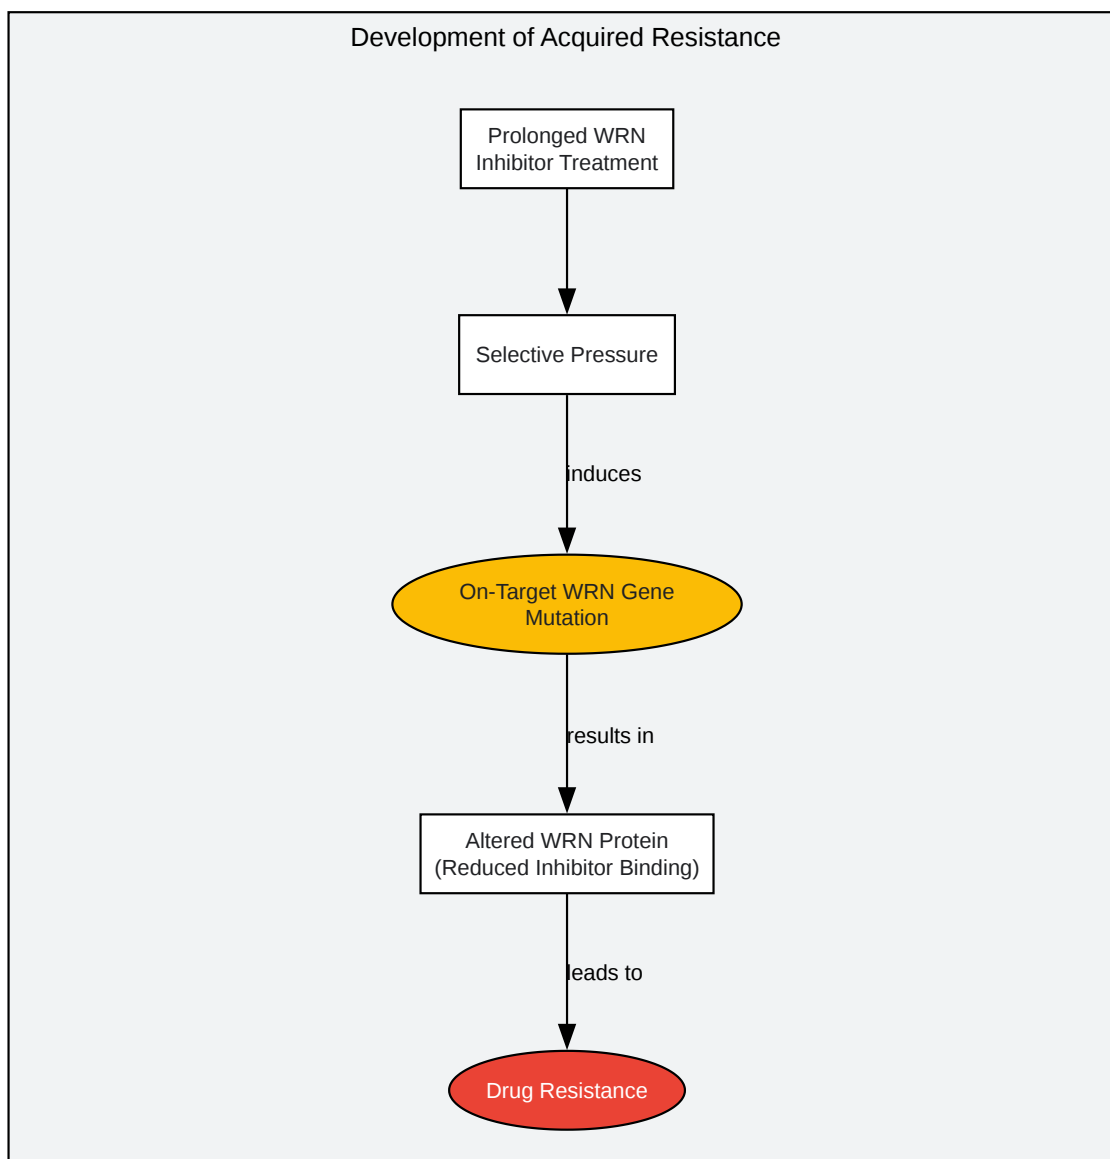 Development of Acquired Resistance
Prolonged WRN
Inhibitor Treatment
Selective Pressure
induces
On-Target WRN Gene
Mutation
results in
Altered WRN Protein
(Reduced Inhibitor Binding)
leads to
Drug Resistance